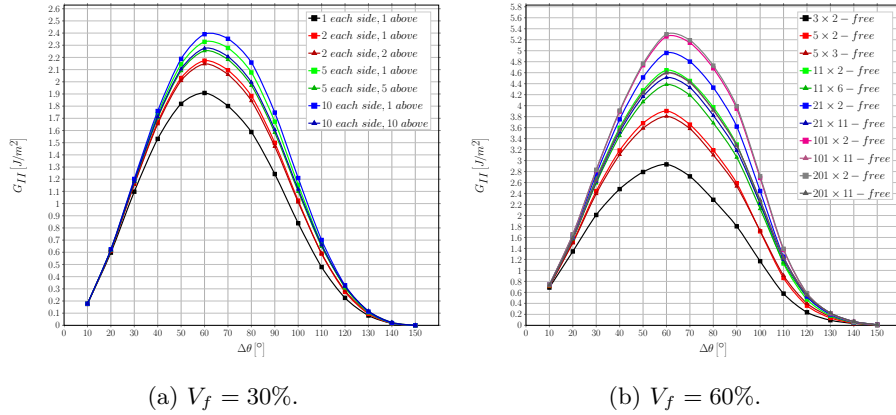 2.6
2.5
2.4
2.3
2.2
2.1
2
1.9
1.8
1.7
1.6
1.5
1.4
1.3
1.2
1.1
1
0.9
0.8
0.7
0.6
0.5
0.4
0.3
0.2
0.1
0
G_{II} [J/m²]
0 10 20 30 40 50 60 70 80 90 100 110 120 130 140 150
Δθ [°]
1 each side, 1 above
2 each side, 1 above
2 each side, 2 above
5 each side, 1 above
5 each side, 5 above
10 each side, 1 above
10 each side, 10 above
(a) V_f = 30%.
5.8
5.6
5.4
5.2
5
4.8
4.6
4.4
4.2
4
3.8
3.6
3.4
3.2
3
2.8
2.6
2.4
2.2
2
1.8
1.6
1.4
1.2
1
0.8
0.6
0.4
0.2
0
G_{II} [J/m²]
0 10 20 30 40 50 60 70 80 90 100 110 120 130 140 150
Δθ [°]
3 × 2 − free
5 × 2 − free
5 × 3 − free
11 × 2 − free
11 × 6 − free
21 × 2 − free
21 × 11 − free
101 × 2 − free
101 × 11 − free
201 × 2 − free
201 × 11 − free
(b) V_f = 60%.